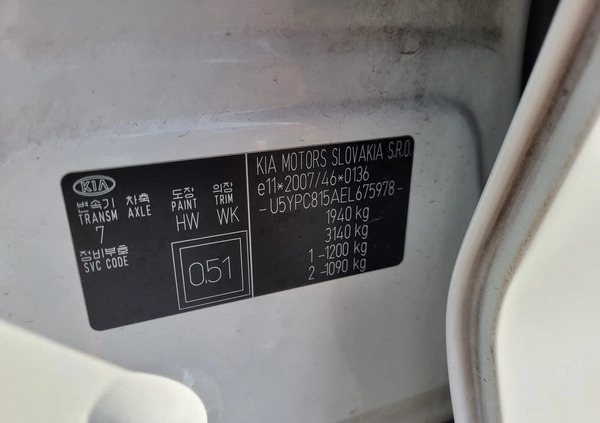 KIA
변속기 차축 도장 의장
TRANSM AXLE PAINT TRIM
7 HW WK
정비부호
SVC CODE
0.51
KIA MOTORS SLOVAKIA S.R.O.
e11*2007/46*0136
-U5YPC815AEL675978-
1940 kg
3140 kg
1-1200 kg
2-1090 kg